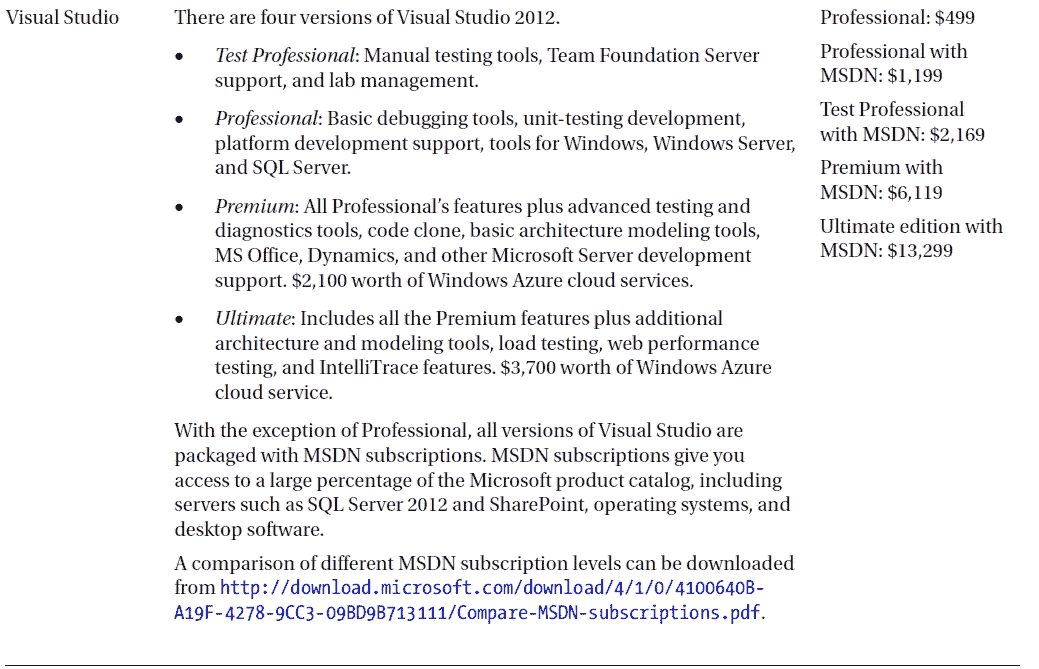 Visual Studio
There are four versions of Visual Studio 2012.
• Test Professional: Manual testing tools, Team Foundation Server
support, and lab management.
• Professional: Basic debugging tools, unit-testing development,
platform development support, tools for Windows, Windows Server,
and SQL Server.
• Premium: All Professional's features plus advanced testing and
diagnostics tools, code clone, basic architecture modeling tools,
MS Office, Dynamics, and other Microsoft Server development
support. $2,100 worth of Windows Azure cloud services.
• Ultimate: Includes all the Premium features plus additional
architecture and modeling tools, load testing, web performance
testing, and IntelliTrace features. $3,700 worth of Windows Azure
cloud service.
With the exception of Professional, all versions of Visual Studio are
packaged with MSDN subscriptions. MSDN subscriptions give you
access to a large percentage of the Microsoft product catalog, including
servers such as SQL Server 2012 and SharePoint, operating systems, and
desktop software.
A comparison of different MSDN subscription levels can be downloaded
from http://download.microsoft.com/download/4/1/0/4100640B-
A19F-4278-9CC3-09BD9B713111/Compare-MSDN-subscriptions.pdf.
Professional: $499
Professional with
MSDN: $1,199
Test Professional
with MSDN: $2,169
Premium with
MSDN: $6,119
Ultimate edition with
MSDN: $13,299